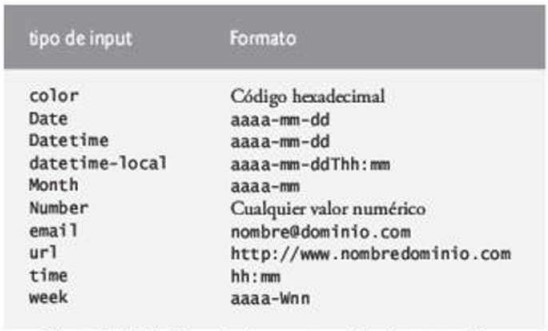 tipo de input Formato
color Código hexadecimal
Date aaaa-mm-dd
Datetime aaaa-mm-dd
datetime-local aaaa-mm-ddThh:mm
Month aaaa-mm
Number Cualquier valor numérico
email nombre@dominio.com
url http://www.nombredominio.com
time hh:mm
week aaaa-Wnn